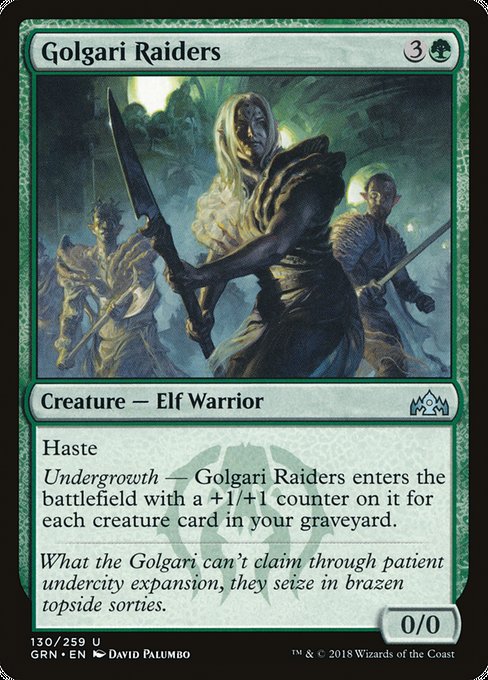 Golgari Raiders 3
Creature — Elf Warrior
Haste
Undergrowth — Golgari Raiders enters the
battlefield with a +1/+1 counter on it for
each creature card in your graveyard.
What the Golgari can't claim through patient
undercity expansion, they seize in brazen
topside sorties.
0/0
130/259 U
GRN • EN David Palumbo
™ & © 2018 Wizards of the Coast